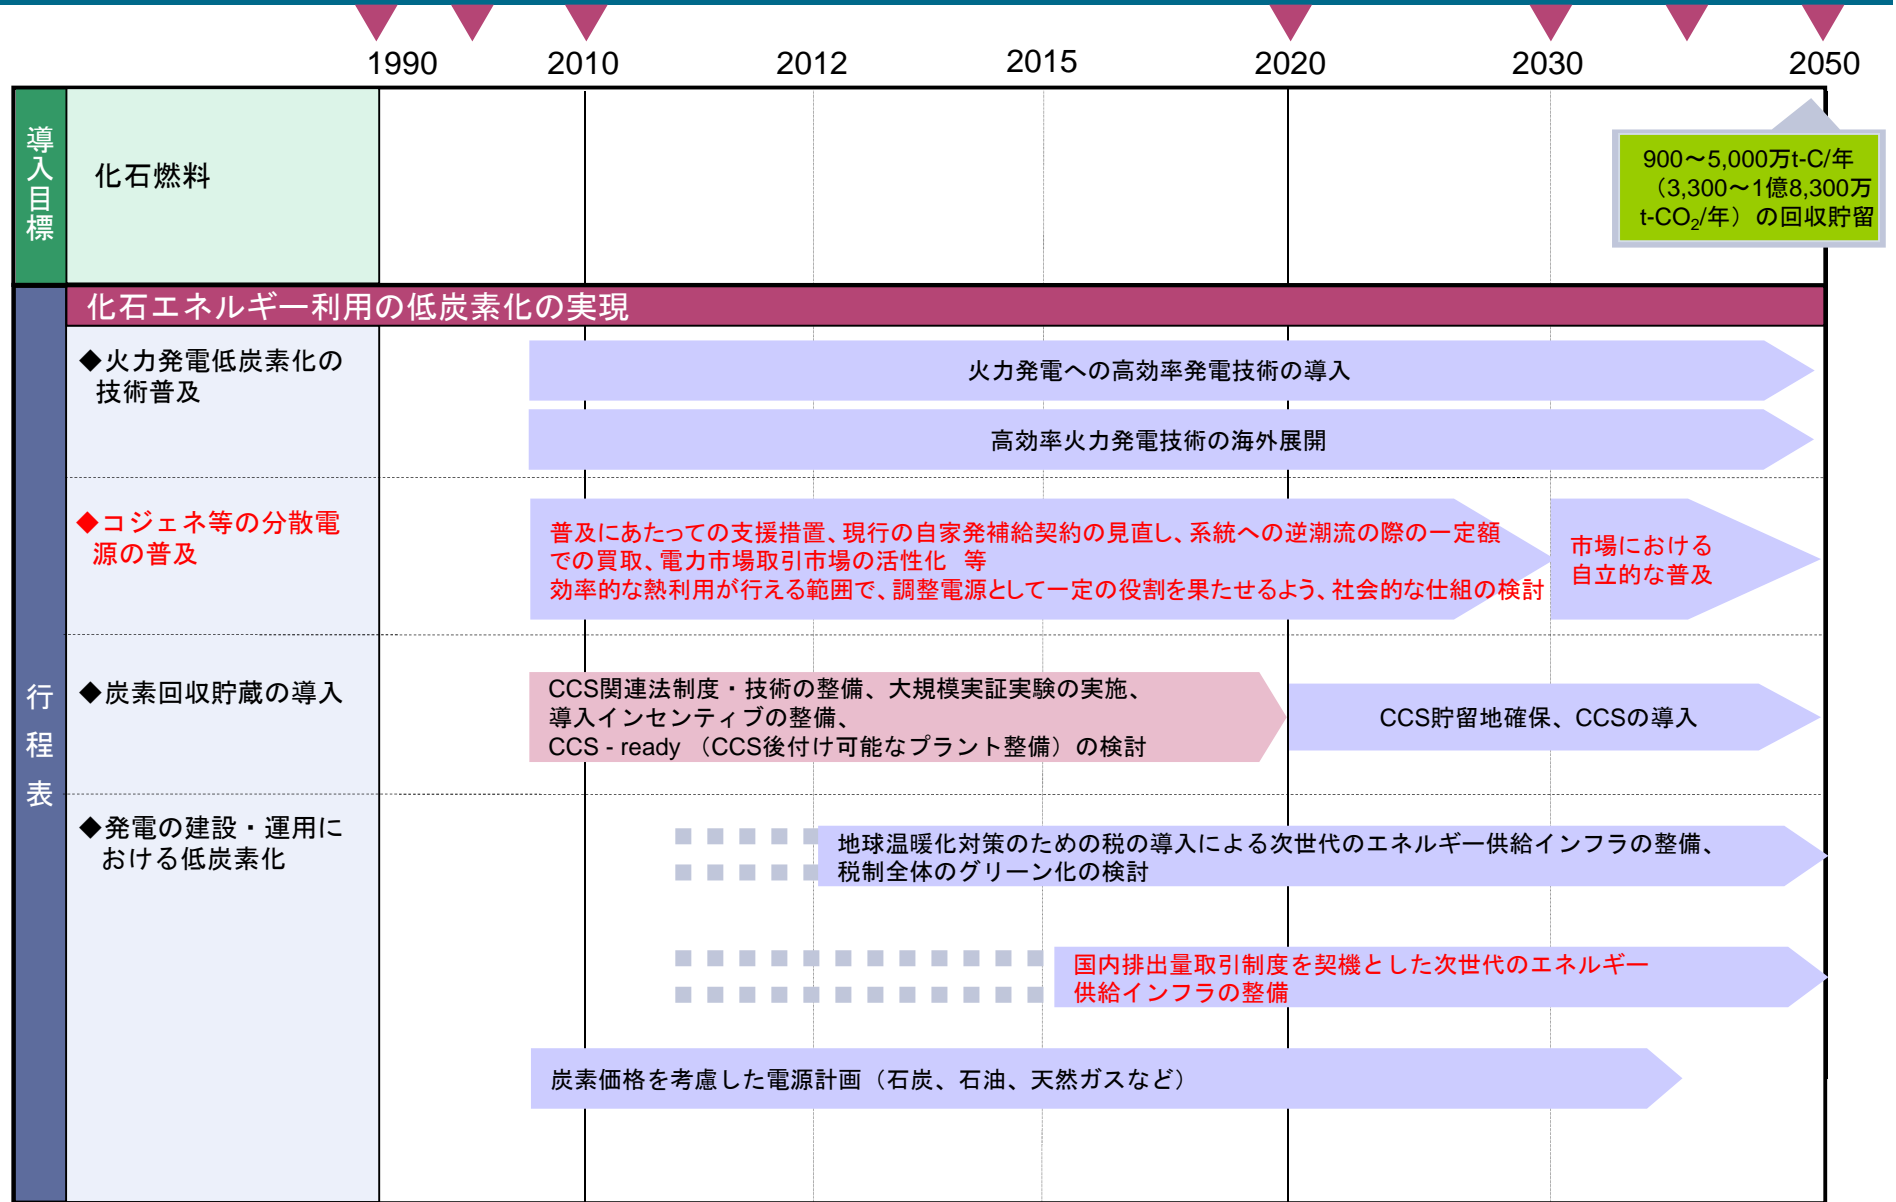 1990 2010 2012 2015 2020 2030 2050
導入目標
化石燃料
900～5,000万t-C/年
（3,300～1億8,300万
t-CO₂/年）の回収貯留
行程表
化石エネルギー利用の低炭素化の実現
◆火力発電低炭素化の
技術普及
火力発電への高効率発電技術の導入
高効率火力発電技術の海外展開
◆コジェネ等の分散電
源の普及
普及にあたっての支援措置、現行の自家発補給契約の見直し、系統への逆潮流の際の一定額
での買取、電力市場取引市場の活性化 等
効率的な熱利用が行える範囲で、調整電源として一定の役割を果たせるよう、社会的な仕組の検討
市場における
自立的な普及
◆炭素回収貯蔵の導入
CCS関連法制度・技術の整備、大規模実証実験の実施、
導入インセンティブの整備、
CCS - ready （CCS後付け可能なプラント整備）の検討
CCS貯留地確保、CCSの導入
◆発電の建設・運用に
おける低炭素化
地球温暖化対策のための税の導入による次世代のエネルギー供給インフラの整備、
税制全体のグリーン化の検討
国内排出量取引制度を契機とした次世代のエネルギー
供給インフラの整備
炭素価格を考慮した電源計画（石炭、石油、天然ガスなど）